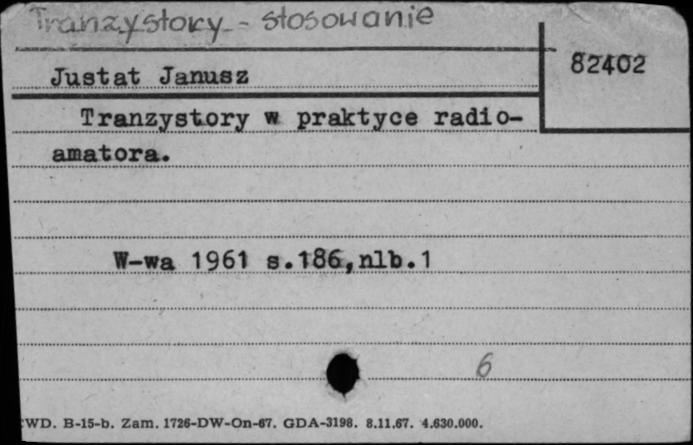 Tranzystory - stosowanie
82402
Justat Janusz
Tranzystory w praktyce radio-
amatora.
W-wa 1961 s.186,nlb.1
6
WD. B-15-b. Zam. 1726-DW-On-67. GDA-3198. 8.11.67. 4.630.000.